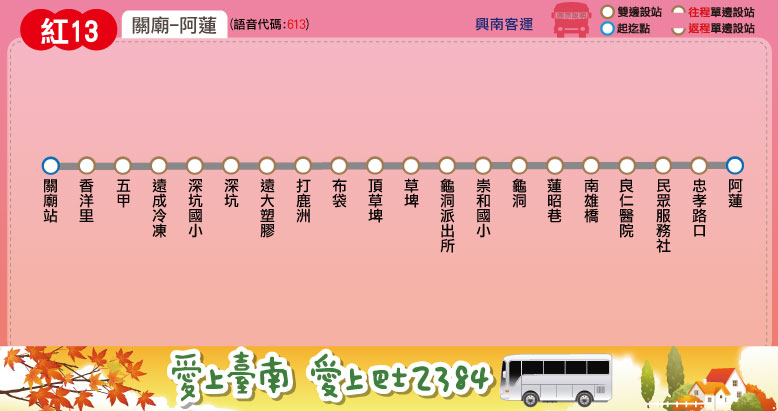 紅13
關廟-阿蓮
(語音代碼:613)
興南客運
雙邊設站
往程單邊設站
起迄點
返程單邊設站
關廟站
香洋里
五甲
遠成冷凍
深坑國小
深坑
遠大塑膠
打鹿洲
布袋
頂草埤
草埤
龜洞派出所
崇和國小
龜洞
蓮昭巷
南雄橋
良仁醫院
民眾服務社
忠孝路口
阿蓮
愛上臺南 愛上巴士2384